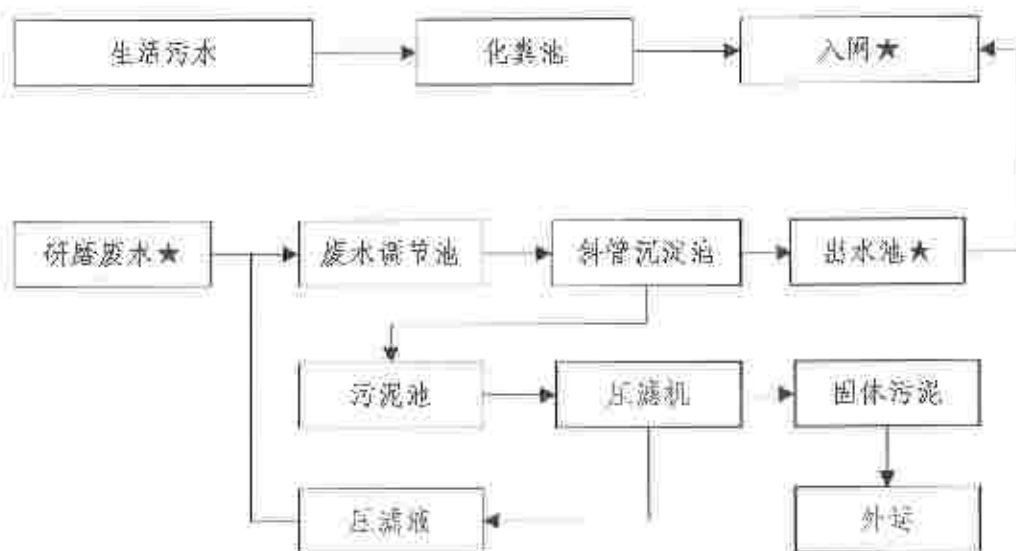 生活污水
化粪池
入网★
研磨废水★
废水调节池
斜管沉淀池
出水池★
污泥池
压滤机
固体污泥
压滤液
外运